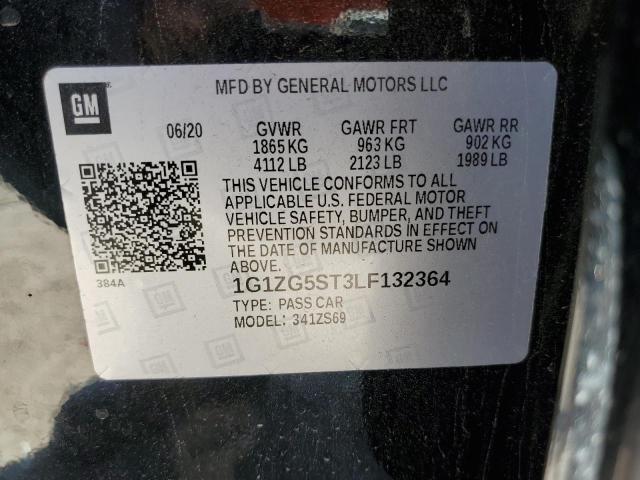 MFD BY GENERAL MOTORS LLC
GM
06/20 GVWR GAWR FRT GAWR RR
1865 KG 963 KG 902 KG
4112 LB 2123 LB 1989 LB
THIS VEHICLE CONFORMS TO ALL
APPLICABLE U.S. FEDERAL MOTOR
VEHICLE SAFETY, BUMPER, AND THEFT
PREVENTION STANDARDS IN EFFECT ON
THE DATE OF MANUFACTURE SHOWN
ABOVE.
384A
1G1ZG5ST3LF132364
TYPE: PASS CAR
MODEL: 341ZS69